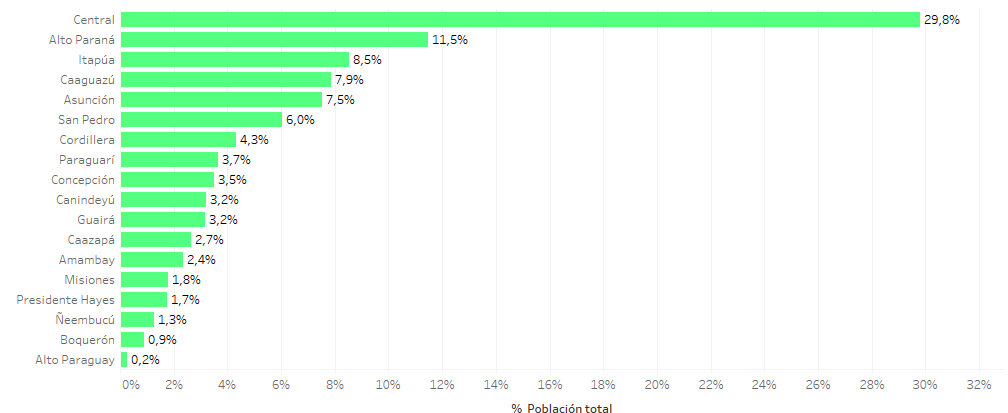 Central 29,8%
Alto Paraná 11,5%
Itapúa 8,5%
Caaguazú 7,9%
Asunción 7,5%
San Pedro 6,0%
Cordillera 4,3%
Paraguarí 3,7%
Concepción 3,5%
Canindeyú 3,2%
Guairá 3,2%
Caazapá 2,7%
Amambay 2,4%
Misiones 1,8%
Presidente Hayes 1,7%
Ñeembucú 1,3%
Boquerón 0,9%
Alto Paraguay 0,2%
0% 2% 4% 6% 8% 10% 12% 14% 16% 18% 20% 22% 24% 26% 28% 30% 32%
% Población total